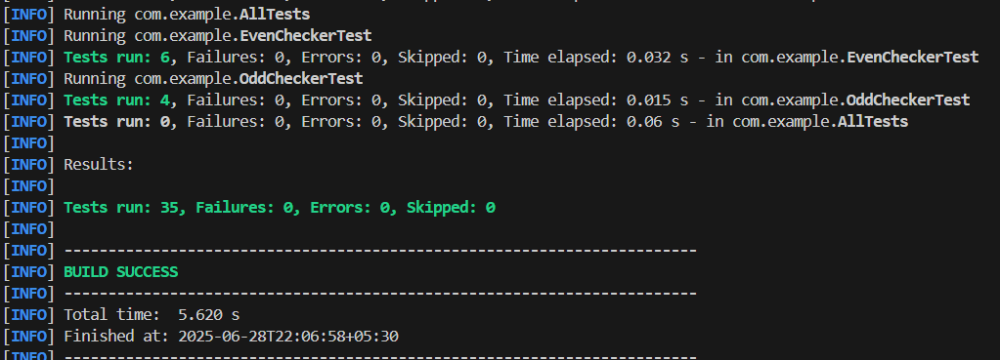 [INFO] Running com.example.AllTests
[INFO] Running com.example.EvenCheckerTest
[INFO] Tests run: 6, Failures: 0, Errors: 0, Skipped: 0, Time elapsed: 0.032 s - in com.example.EvenCheckerTest
[INFO] Running com.example.OddCheckerTest
[INFO] Tests run: 4, Failures: 0, Errors: 0, Skipped: 0, Time elapsed: 0.015 s - in com.example.OddCheckerTest
[INFO] Tests run: 0, Failures: 0, Errors: 0, Skipped: 0, Time elapsed: 0.06 s - in com.example.AllTests
[INFO]
[INFO] Results:
[INFO]
[INFO] Tests run: 35, Failures: 0, Errors: 0, Skipped: 0
[INFO]
[INFO] ------------------------------------------------------------------------
[INFO] BUILD SUCCESS
[INFO] ------------------------------------------------------------------------
[INFO] Total time:  5.620 s
[INFO] Finished at: 2025-06-28T22:06:58+05:30
[INFO] ------------------------------------------------------------------------